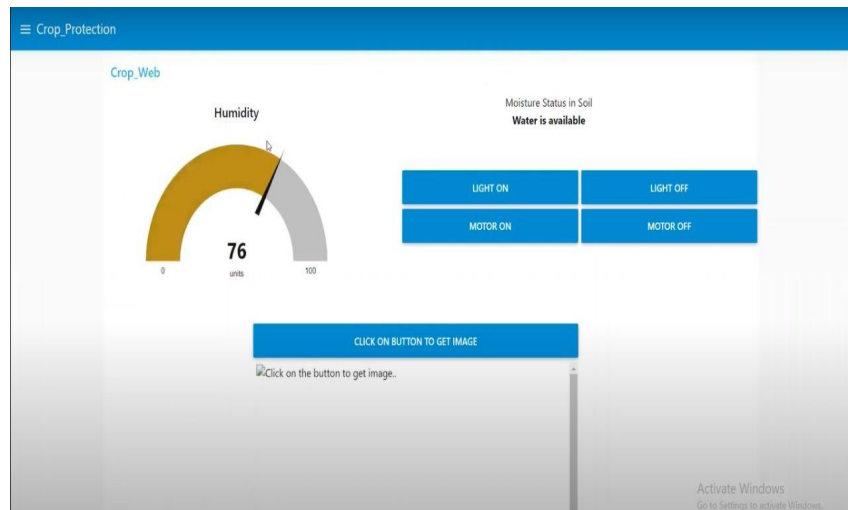 ≡ Crop_Protection
Crop_Web
Humidity
76
units
0
100
Moisture Status in Soil
Water is available
LIGHT ON
LIGHT OFF
MOTOR ON
MOTOR OFF
CLICK ON BUTTON TO GET IMAGE
Click on the button to get image..
Activate Windows
Go to Settings to activate Windows.